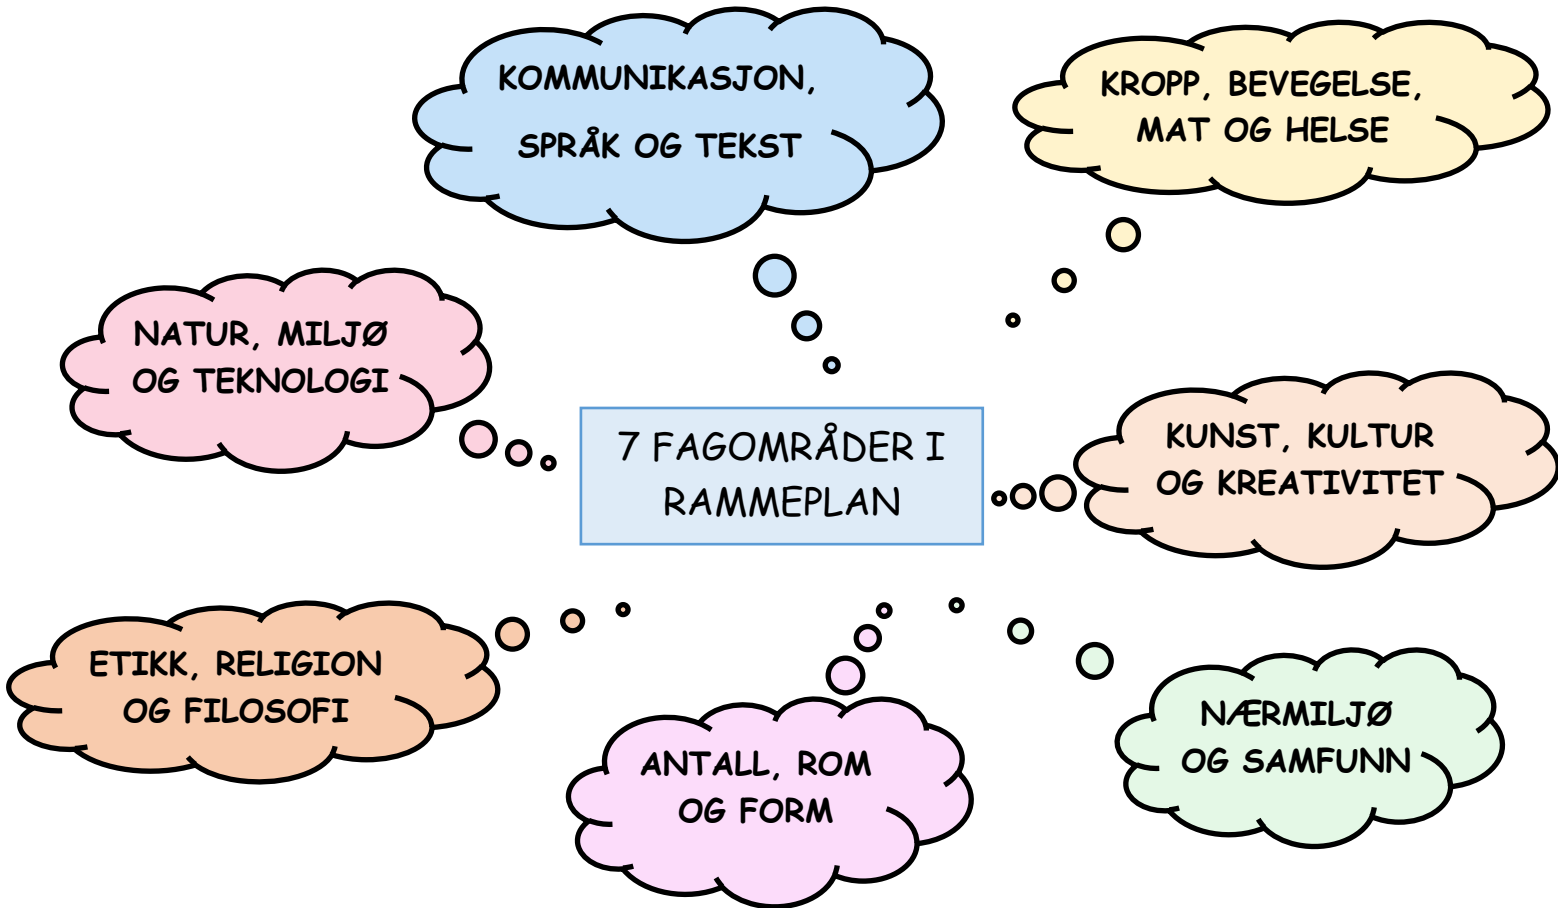 KOMMUNIKASJON,
SPRÅK OG TEKST
KROPP, BEVEGELSE,
MAT OG HELSE
NATUR, MILJØ
OG TEKNOLOGI
7 FAGOMRÅDER I
RAMMEPLAN
KUNST, KULTUR
OG KREATIVITET
ETIKK, RELIGION
OG FILOSOFI
ANTALL, ROM
OG FORM
NÆRMILJØ
OG SAMFUNN